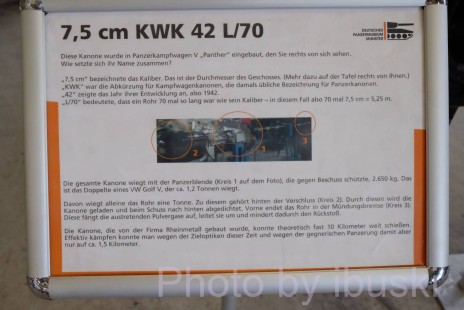 7,5 cm KWK 42 L/70
DEUTSCHES
PANZERMUSEUM
MUNSTER
Diese Kanone wurde in Panzerkampfwagen V „Panther" eingebaut, den Sie rechts von sich sehen.
Wie setzte sich ihr Name zusammen?
„7,5 cm" bezeichnete das Kaliber. Das ist der Durchmesser des Geschosses. (Mehr dazu auf der Tafel rechts von Ihnen.)
„KWK" war die Abkürzung für Kampfwagenkanonen, die damals übliche Bezeichnung für Panzerkanonen.
„42" zeigt das Jahr ihrer Entwicklung an, also 1942.
„L/70" bedeutete, dass ein Rohr 70 mal so lang war wie sein Kaliber – in diesem Fall also 70 mal 7,5 cm = 5,25 m.
2
1
3
Die gesamte Kanone wiegt mit der Panzerblende (Kreis 1 auf dem Foto), die gegen Beschuss schützte, 2.650 kg. Das
ist das Doppelte eines VW Golf V, der ca. 1,2 Tonnen wiegt.
Davon wiegt alleine das Rohr eine Tonne. Zu diesem gehört hinten der Verschluss (Kreis 2). Durch diesen wird die
Kanone geladen und beim Schuss nach hinten abgedichtet. Vorne endet das Rohr in der Mündungsbremse (Kreis 3).
Diese fängt die austretenden Pulvergase auf, leitet sie um und mindert dadurch den Rückstoß.
Die Kanone, die von der Firma Rheinmetall gebaut wurde, konnte theoretisch fast 10 Kilometer weit schießen.
Effektiv kämpfen konnte man wegen der Zieloptiken dieser Zeit und wegen der gegnerischen Panzerung damit aber
nur auf ca. 1,5 Kilometer.
Photo by ibuski